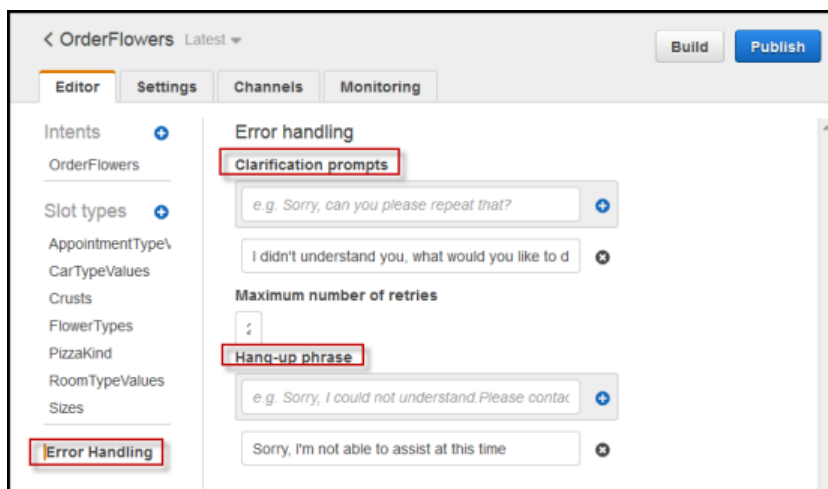 < OrderFlowers Latest
Build
Publish
Editor
Settings
Channels
Monitoring
Intents
OrderFlowers
Slot types
AppointmentTypeV
CarTypeValues
Crusts
FlowerTypes
PizzaKind
RoomTypeValues
Sizes
Error Handling
Error handling
Clarification prompts
e.g. Sorry, can you please repeat that?
I didn't understand you, what would you like to d
Maximum number of retries
Hang-up phrase
e.g. Sorry, I could not understand.Please contac
Sorry, I'm not able to assist at this time